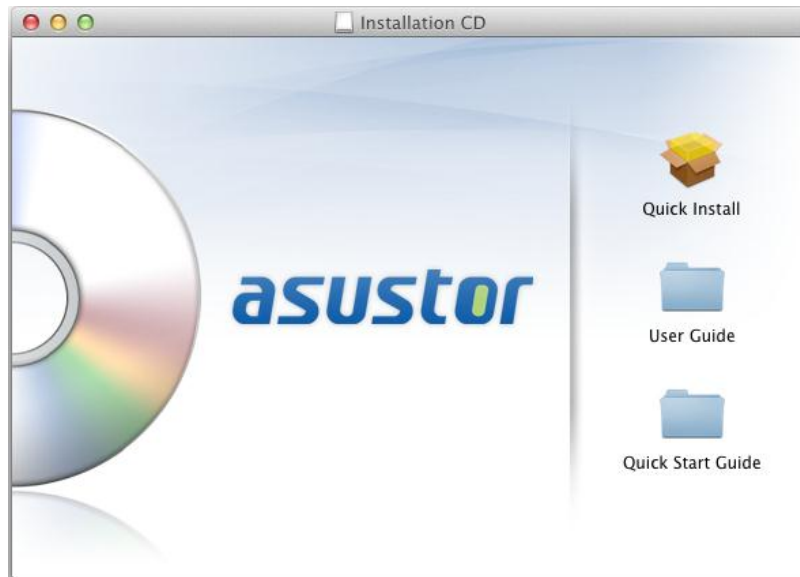 Installation CD
asustor
Quick Install
User Guide
Quick Start Guide